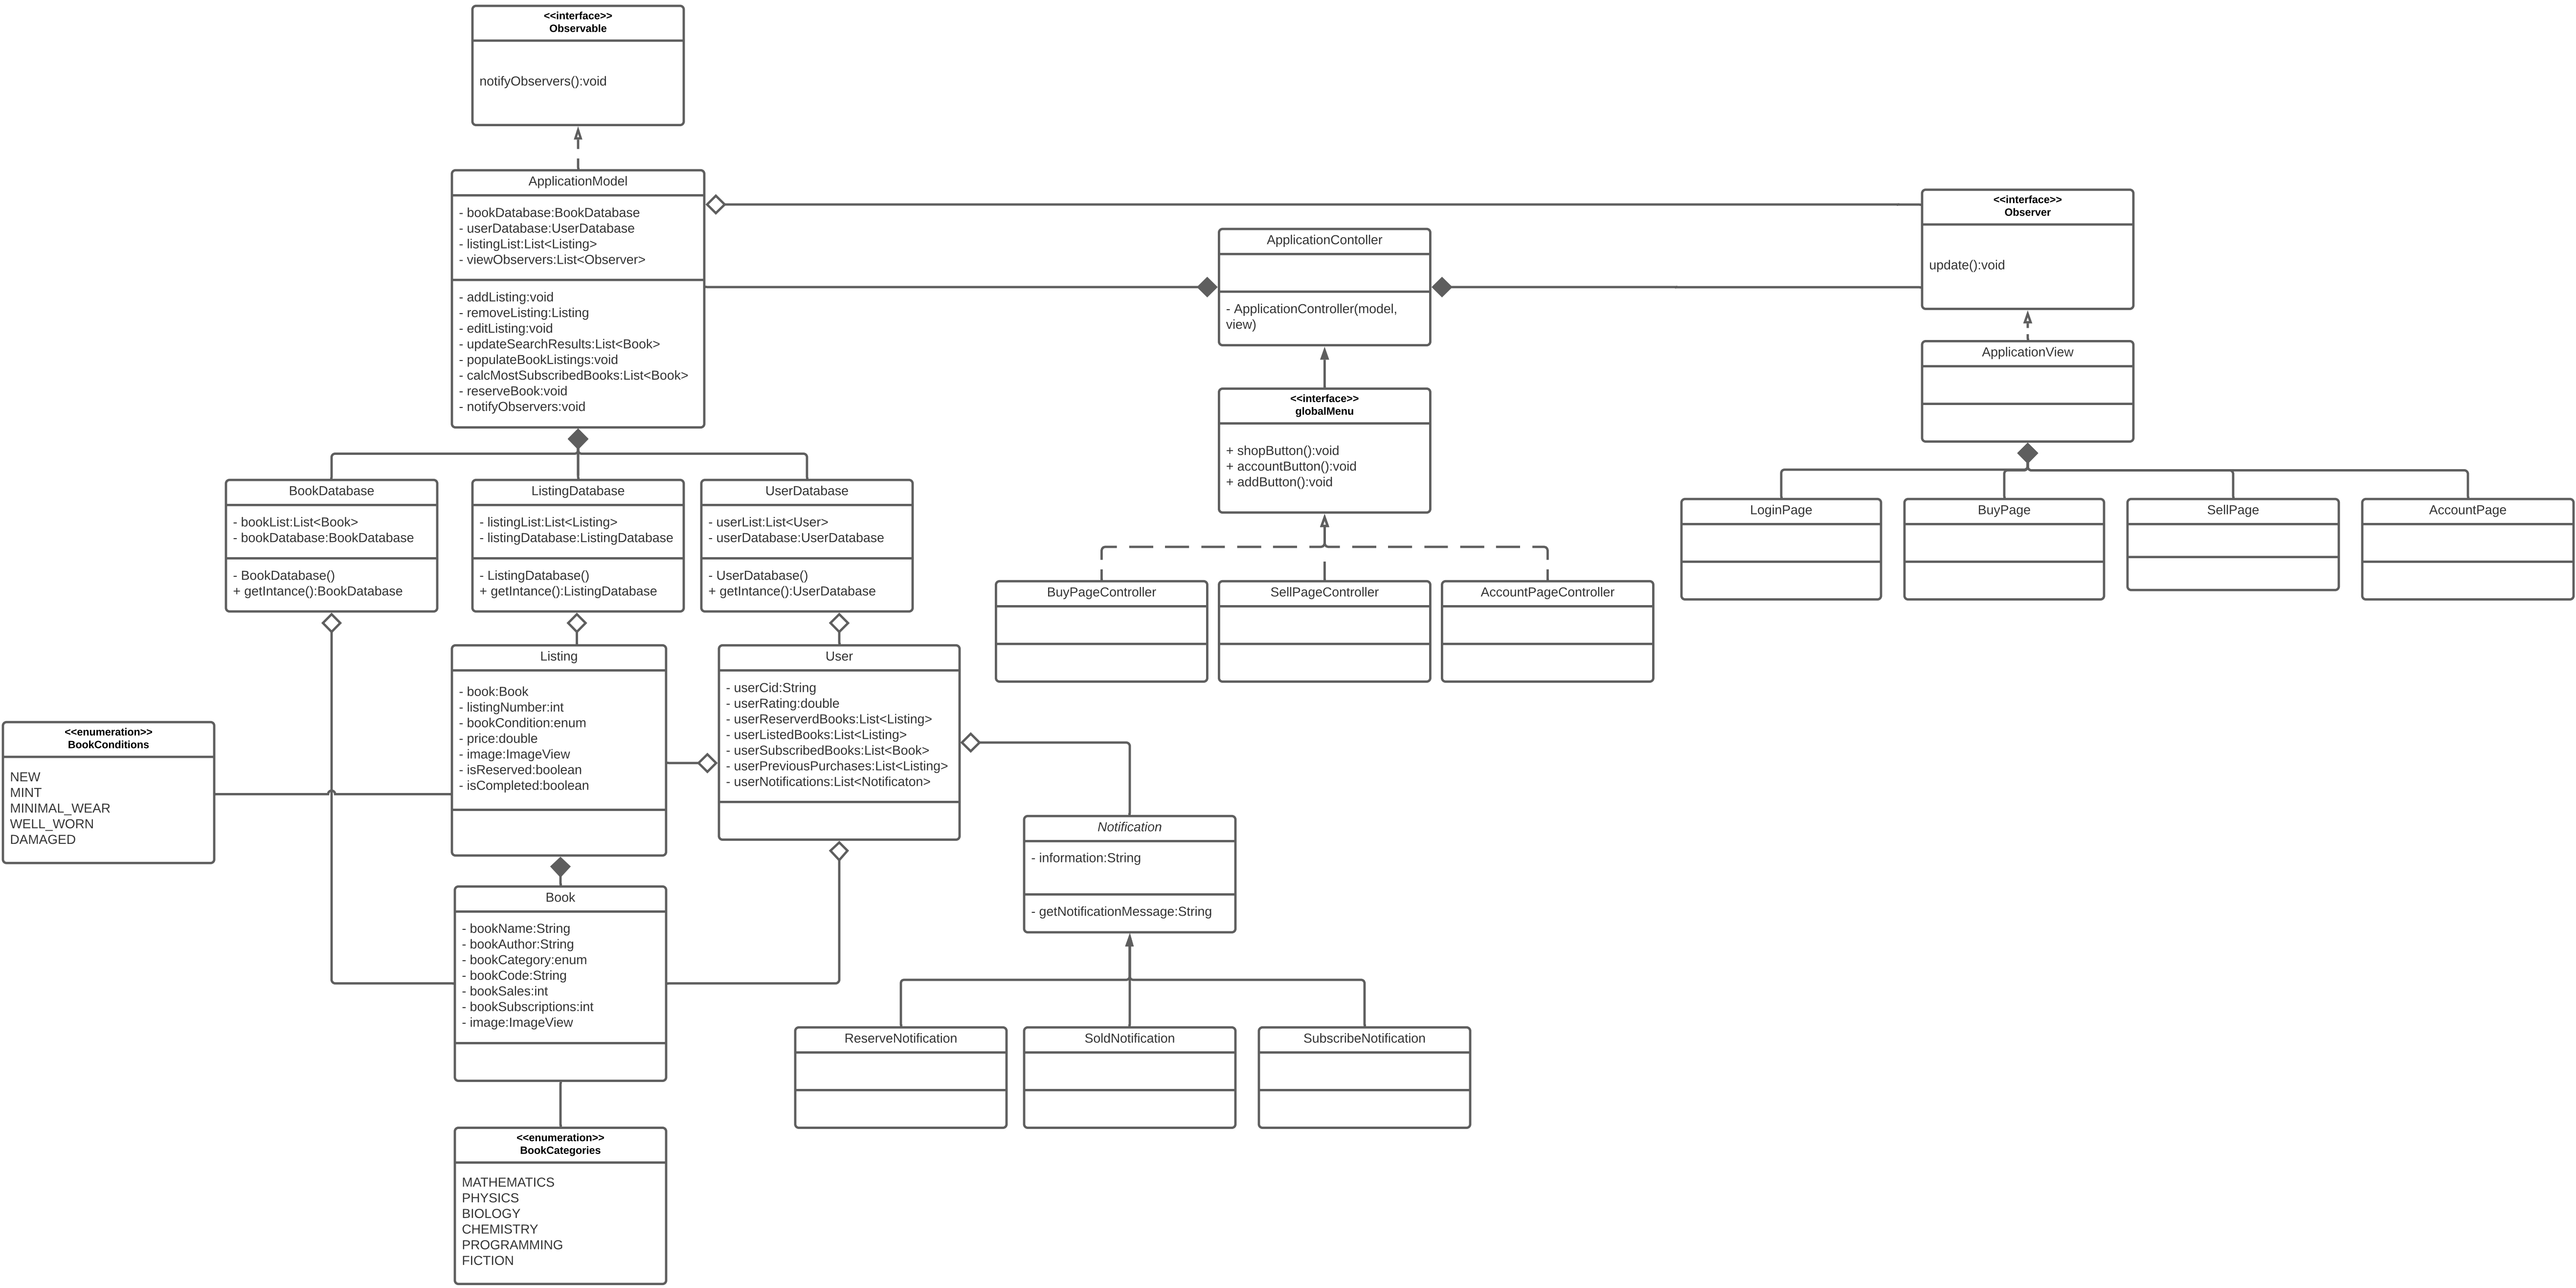 <<interface>>
Observable
notifyObservers():void
ApplicationModel
- bookDatabase:BookDatabase
- userDatabase:UserDatabase
- listingList:List<Listing>
- viewObservers:List<Observer>
- addListing:void
- removeListing:Listing
- editListing:void
- updateSearchResults:List<Book>
- populateBookListings:void
- calcMostSubscribedBooks:List<Book>
- reserveBook:void
- notifyObservers:void
<<interface>>
Observer
update():void
ApplicationContoller
- ApplicationController(model,
view)
ApplicationView
<<interface>>
globalMenu
+ shopButton():void
+ accountButton():void
+ addButton():void
BookDatabase
- bookList:List<Book>
- bookDatabase:BookDatabase
- BookDatabase()
+ getIntance():BookDatabase
ListingDatabase
- listingList:List<Listing>
- listingDatabase:ListingDatabase
- ListingDatabase()
+ getIntance():ListingDatabase
UserDatabase
- userList:List<User>
- userDatabase:UserDatabase
- UserDatabase()
+ getIntance():UserDatabase
LoginPage
BuyPage
SellPage
AccountPage
BuyPageController
SellPageController
AccountPageController
Listing
- book:Book
- listingNumber:int
- bookCondition:enum
- price:double
- image:ImageView
- isReserved:boolean
- isCompleted:boolean
User
- userCid:String
- userRating:double
- userReserverdBooks:List<Listing>
- userListedBooks:List<Listing>
- userSubscribedBooks:List<Book>
- userPreviousPurchases:List<Listing>
- userNotifications:List<Notificaton>
<<enumeration>>
BookConditions
NEW
MINT
MINIMAL_WEAR
WELL_WORN
DAMAGED
Notification
- information:String
- getNotificationMessage:String
Book
- bookName:String
- bookAuthor:String
- bookCategory:enum
- bookCode:String
- bookSales:int
- bookSubscriptions:int
- image:ImageView
ReserveNotification
SoldNotification
SubscribeNotification
<<enumeration>>
BookCategories
MATHEMATICS
PHYSICS
BIOLOGY
CHEMISTRY
PROGRAMMING
FICTION